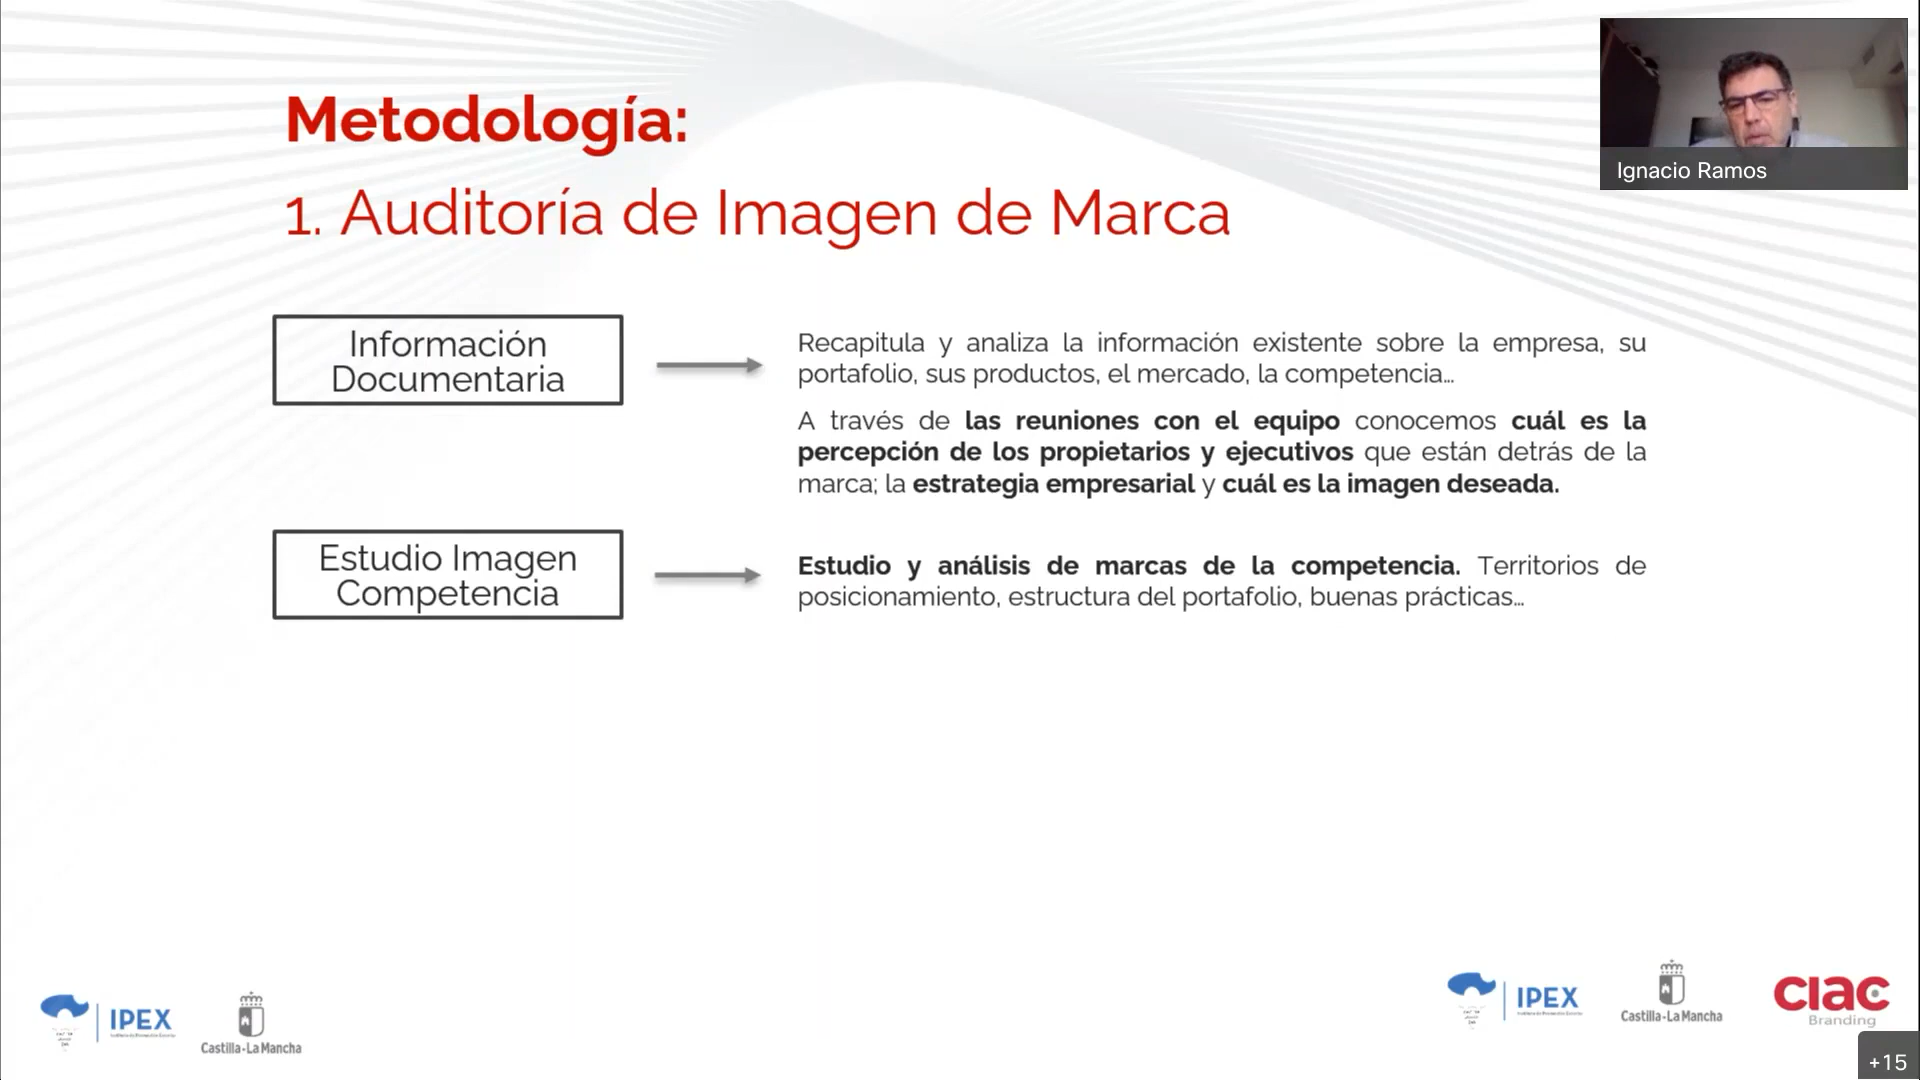 Metodología:
1. Auditoría de Imagen de Marca
Ignacio Ramos
Información
Documentaria
Recapitula y analiza la información existente sobre la empresa, su
portafolio, sus productos, el mercado, la competencia...
A través de las reuniones con el equipo conocemos cuál es la
percepción de los propietarios y ejecutivos que están detrás de la
marca; la estrategia empresarial y cuál es la imagen deseada.
Estudio Imagen
Competencia
Estudio y análisis de marcas de la competencia. Territorios de
posicionamiento, estructura del portafolio, buenas prácticas...
IPEX
Castilla-La Mancha
IPEX
Castilla-La Mancha
CIAC
Branding
+15